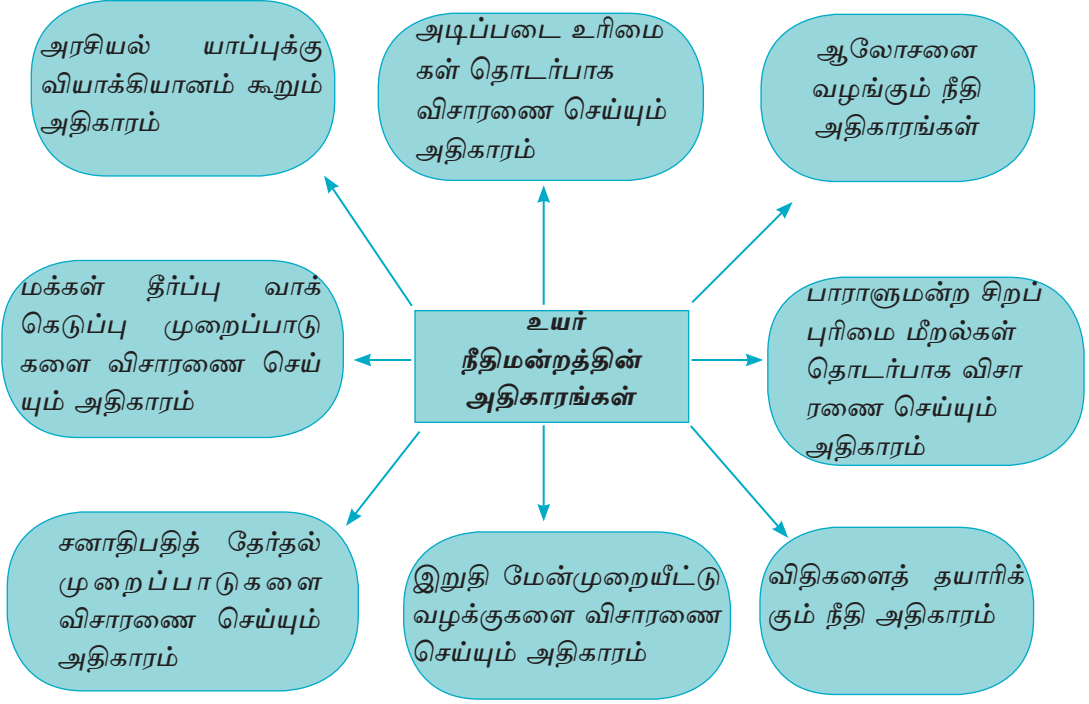 அரசியல் யாப்புக்கு
வியாக்கியானம் கூறும்
அதிகாரம்
அடிப்படை உரிமை
கள் தொடர்பாக
விசாரணை செய்யும்
அதிகாரம்
ஆலோசனை
வழங்கும் நீதி
அதிகாரங்கள்
மக்கள் தீர்ப்பு வாக்
கெடுப்பு முறைப்பாடு
களை விசாரணை செய்
யும் அதிகாரம்
உயர்
நீதிமன்றத்தின்
அதிகாரங்கள்
பாராளுமன்ற சிறப்
புரிமை மீறல்கள்
தொடர்பாக விசா
ரணை செய்யும்
அதிகாரம்
சனாதிபதித் தேர்தல்
முறைப்பாடுகளை
விசாரணை செய்யும்
அதிகாரம்
இறுதி மேன்முறையீட்டு
வழக்குகளை விசாரணை
செய்யும் அதிகாரம்
விதிகளைத் தயாரிக்
கும் நீதி அதிகாரம்